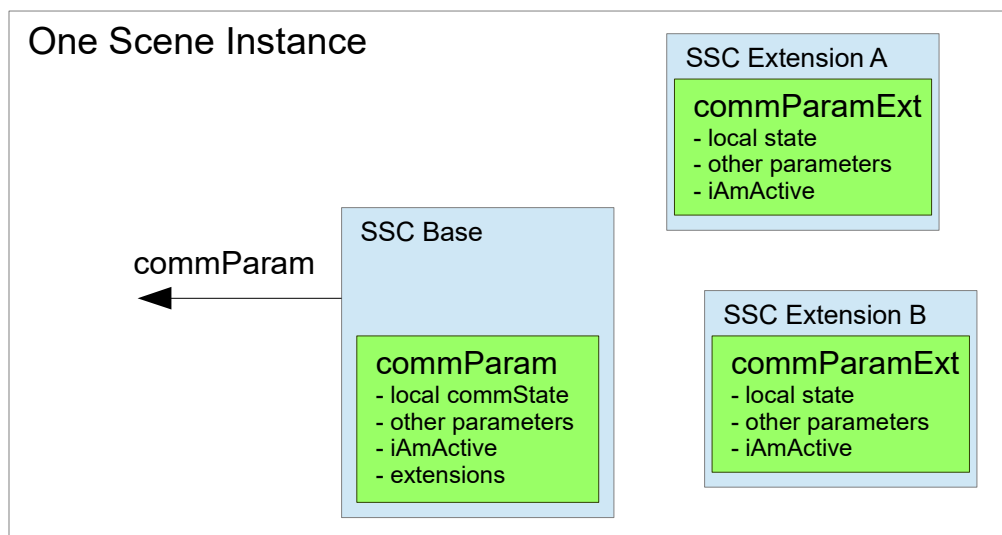 One Scene Instance
SSC Extension A
commParamExt
- local state
- other parameters
- iAmActive
commParam
SSC Base
commParam
- local commState
- other parameters
- iAmActive
- extensions
SSC Extension B
commParamExt
- local state
- other parameters
- iAmActive